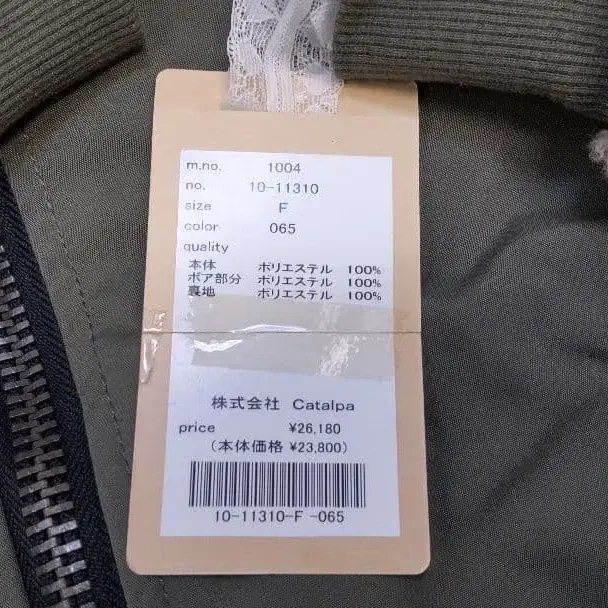 m.no. 1004
no. 10-11310
size F
color 065
quality
本体 ポリエステル 100%
ボア部分 ポリエステル 100%
裏地 ポリエステル 100%
株式会社 Catalpa
price ¥26,180
(本体価格 ¥23,800)
10-11310-F -065